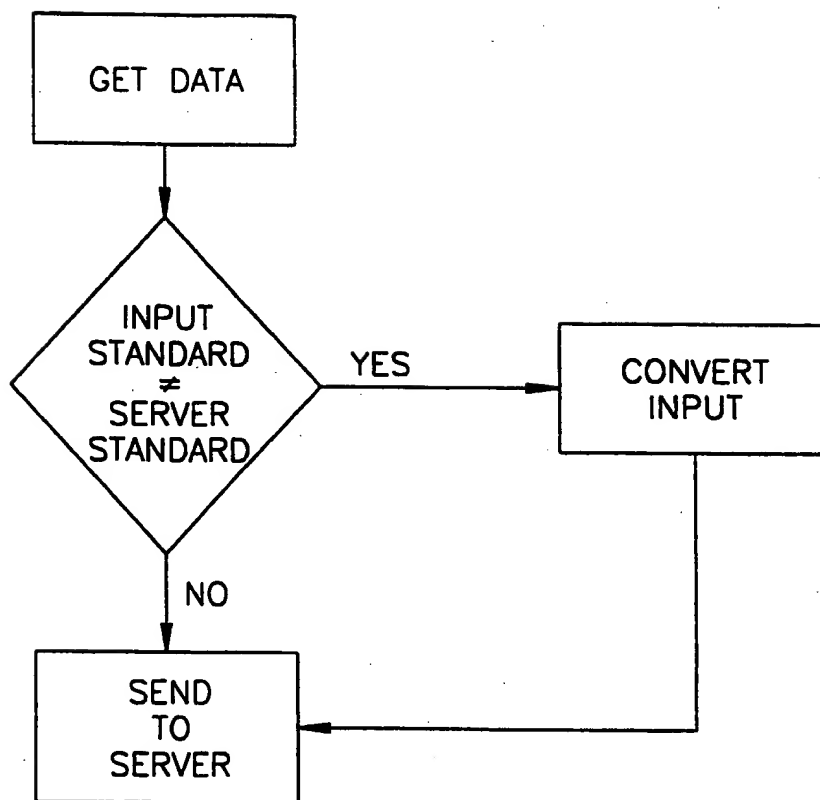 GET DATA
INPUT
STANDARD
≠
SERVER
STANDARD
YES
CONVERT
INPUT
NO
SEND
TO
SERVER